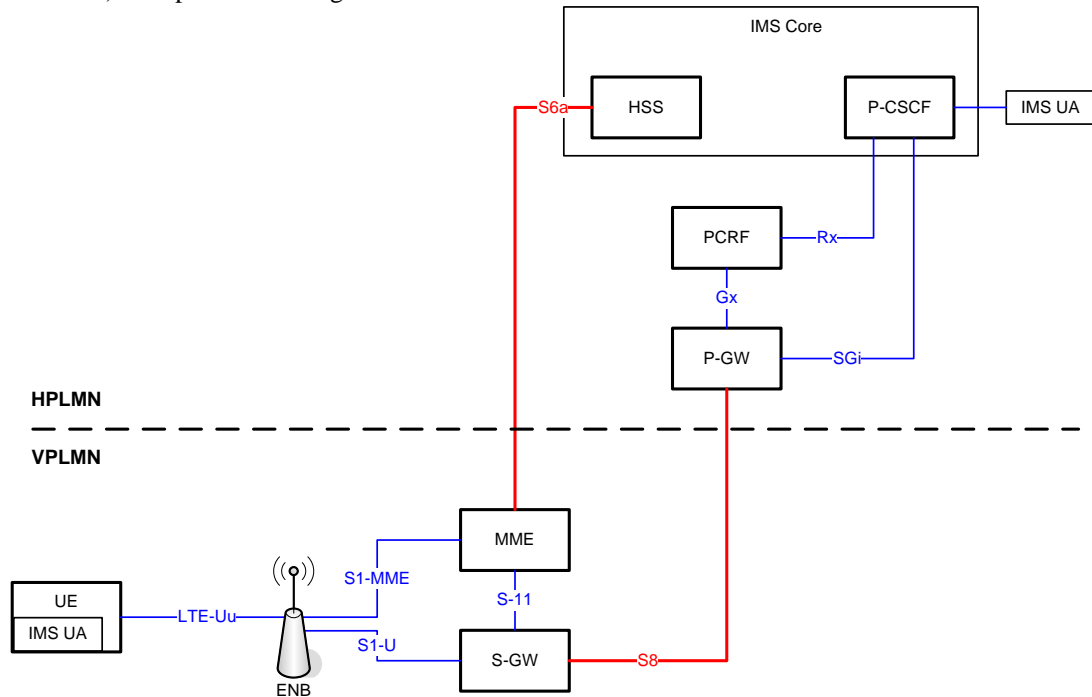 IMS Core
HSS
P-CSCF
IMS UA
S6a
PCRF
Rx
Gx
P-GW
SGi
HPLMN
VPLMN
MME
S1-MME
S-11
UE
IMS UA
LTE-Uu
S1-U
S-GW
S8
ENB